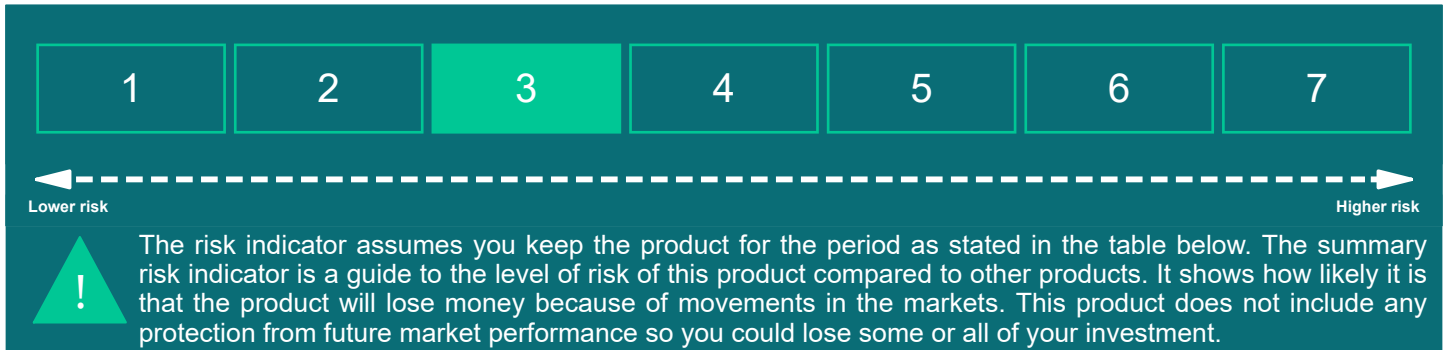 1 2 3 4 5 6 7
Lower risk Higher risk
The risk indicator assumes you keep the product for the period as stated in the table below. The summary
risk indicator is a guide to the level of risk of this product compared to other products. It shows how likely it is
that the product will lose money because of movements in the markets. This product does not include any
protection from future market performance so you could lose some or all of your investment.
!